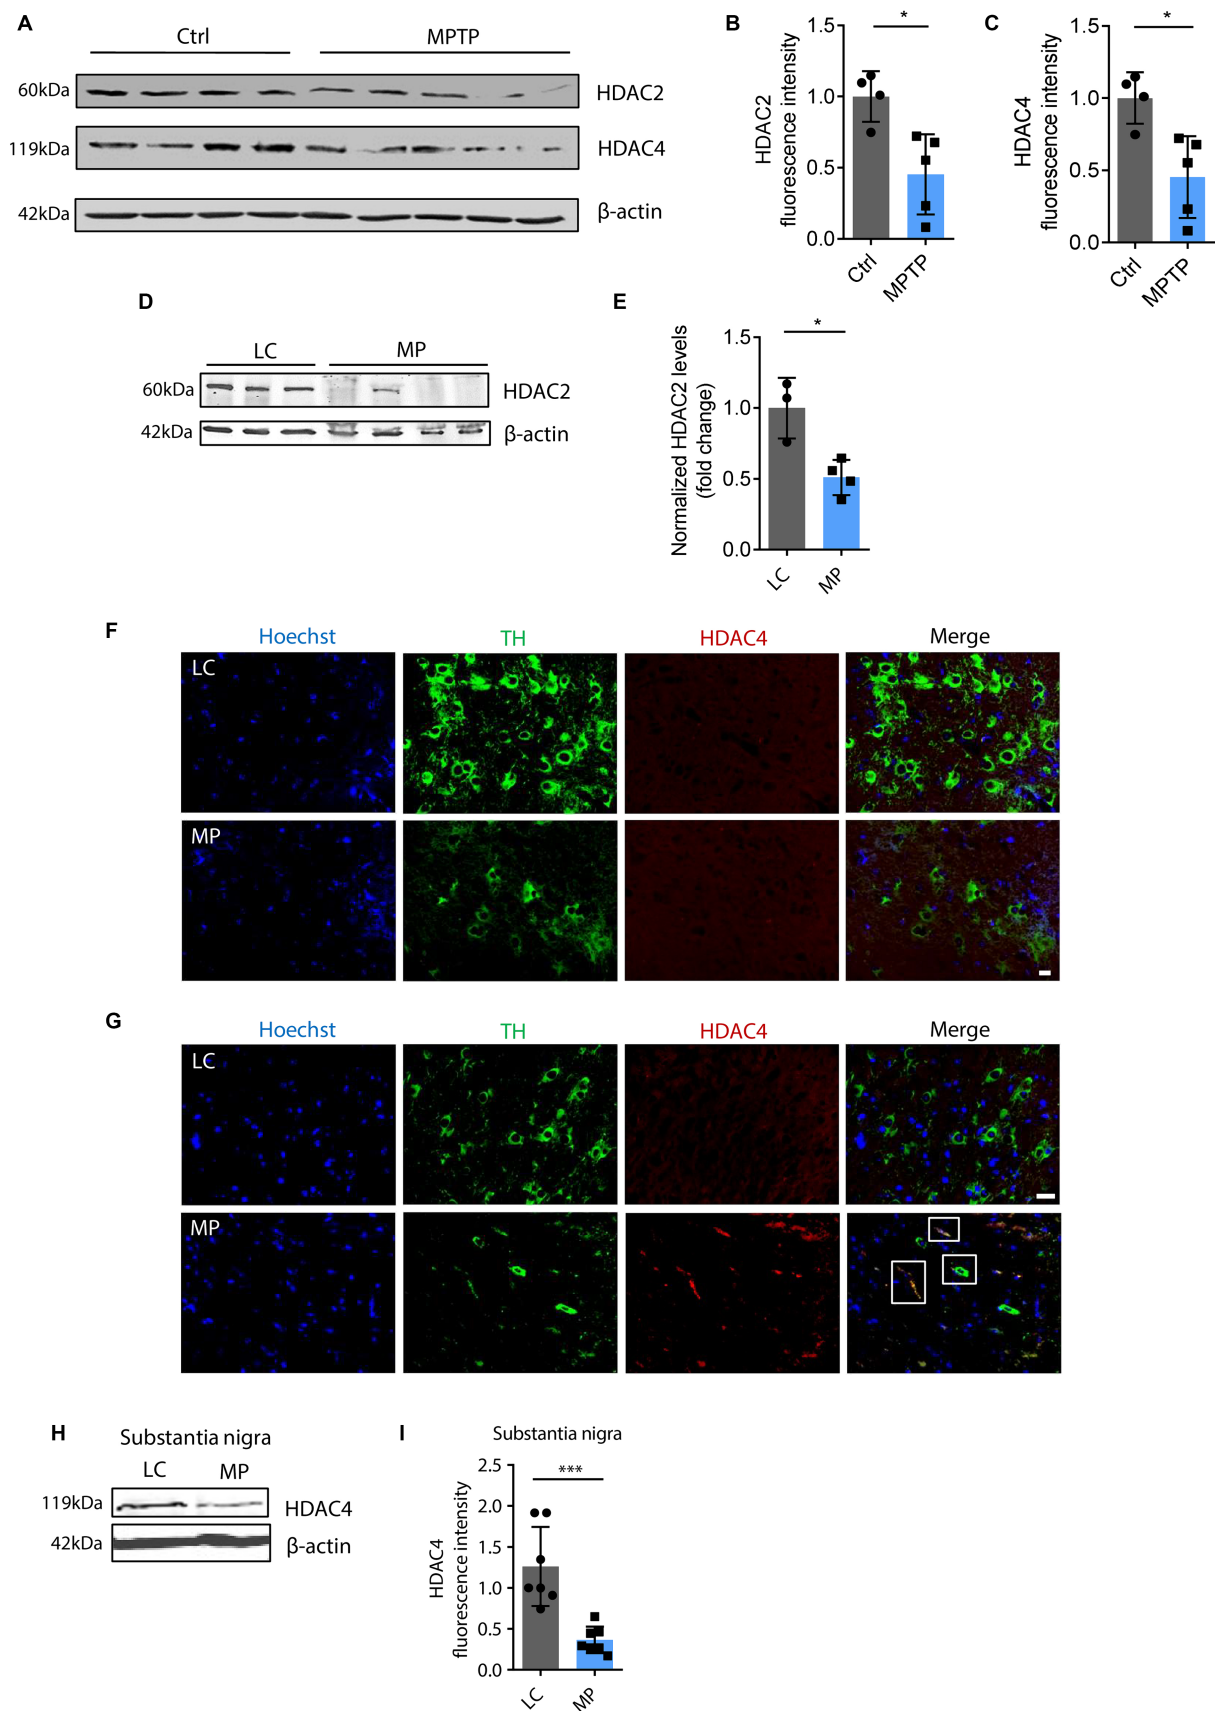 A
Ctrl
MPTP
60kDa
HDAC2
119kDa
HDAC4
42kDa
β-actin
B
*
HDAC2
fluorescence intensity
1.5
1.0
0.5
0.0
Ctrl
MPTP
C
*
HDAC4
fluorescence intensity
1.5
1.0
0.5
0.0
Ctrl
MPTP
D
LC
MP
60kDa
HDAC2
42kDa
β-actin
E
*
Normalized HDAC2 levels
(fold change)
1.5
1.0
0.5
0.0
LC
MP
F
Hoechst
TH
HDAC4
Merge
LC
MP
G
Hoechst
TH
HDAC4
Merge
LC
MP
H
Substantia nigra
LC
MP
119kDa
HDAC4
42kDa
β-actin
I
Substantia nigra
***
HDAC4
fluorescence intensity
2.5
2.0
1.5
1.0
0.5
0.0
LC
MP